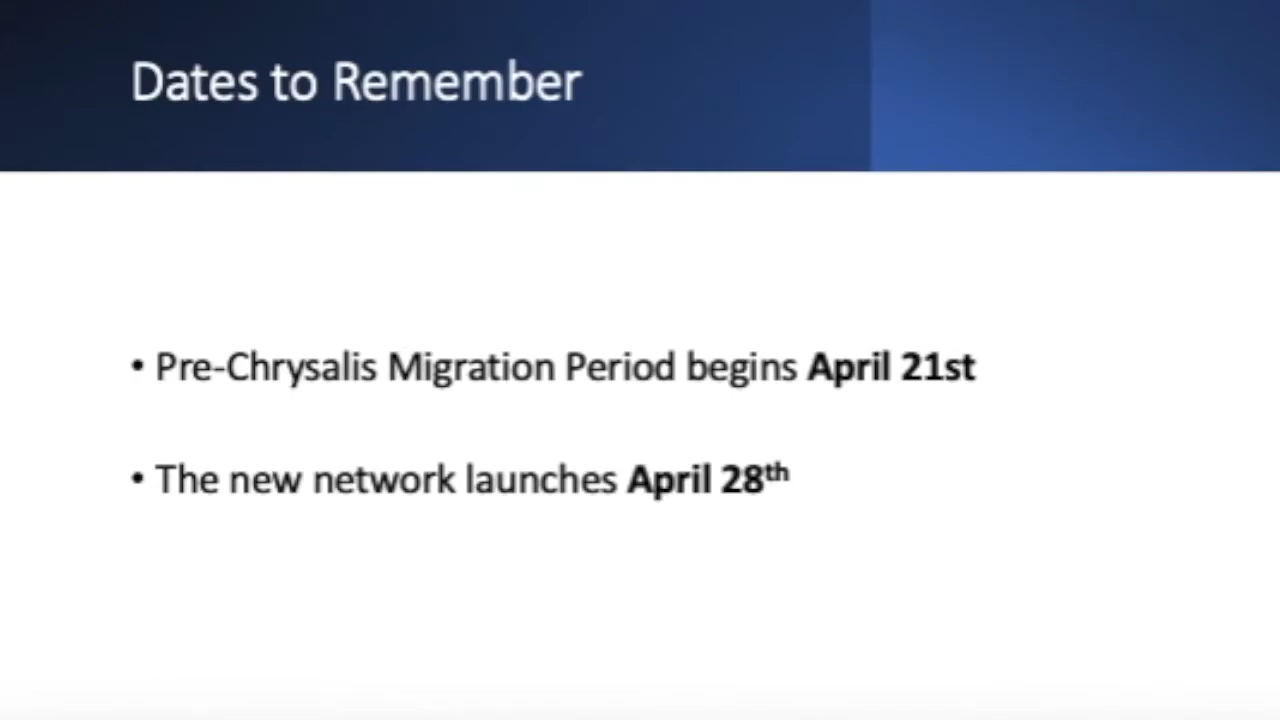 Dates to Remember
• Pre-Chrysalis Migration Period begins April 21st
• The new network launches April 28th